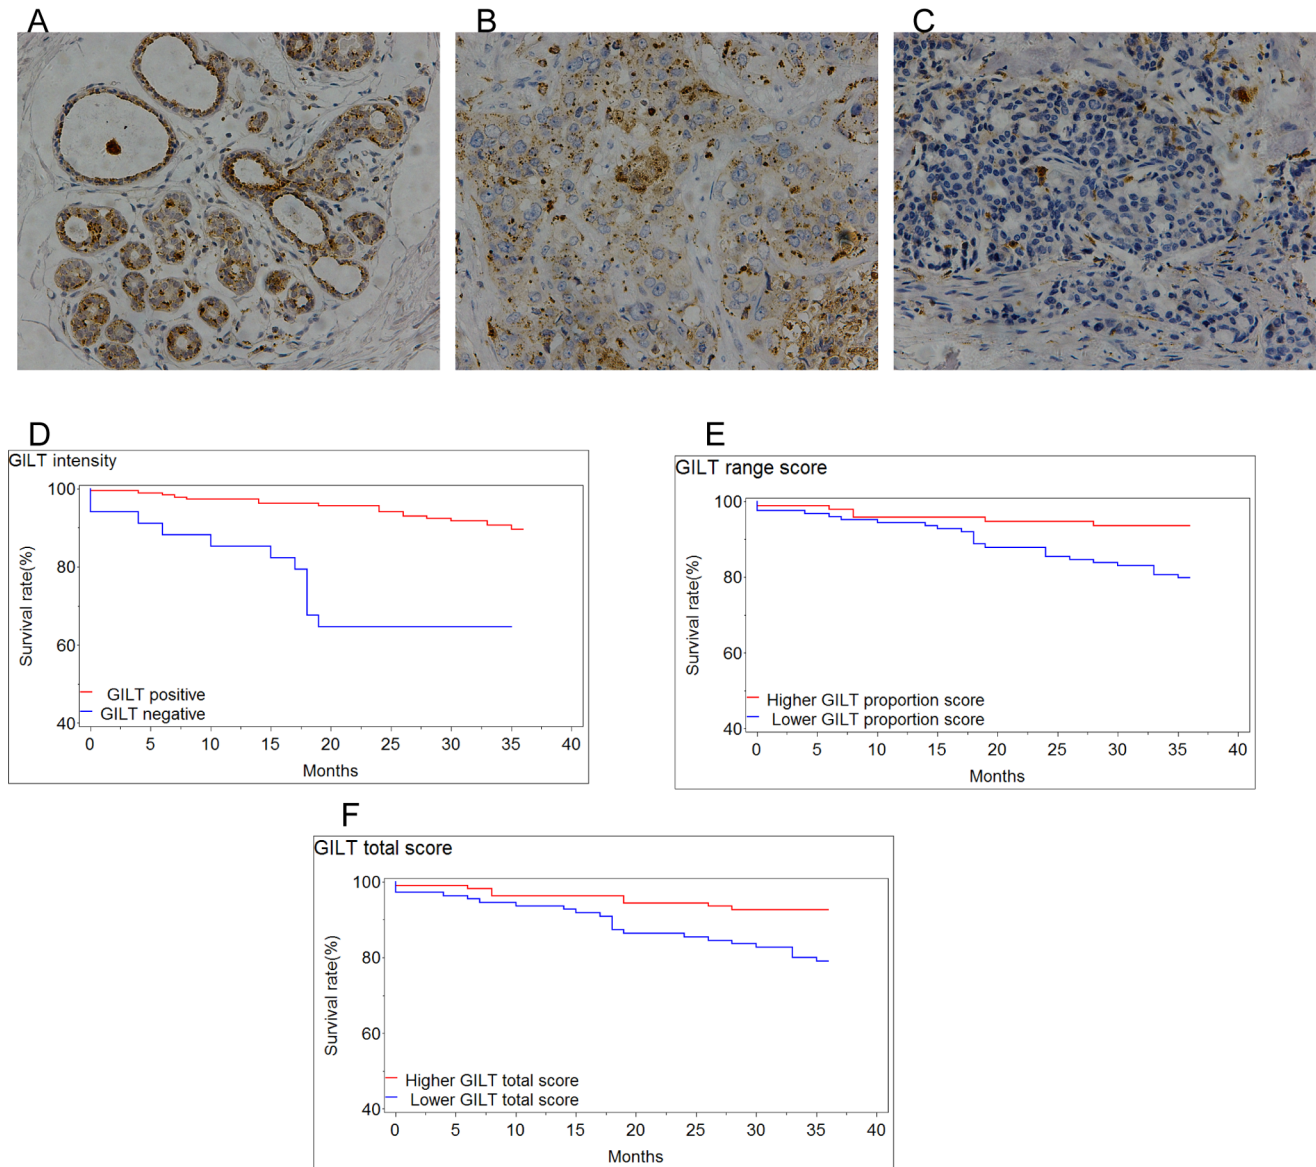 A
B
C
D
GILT intensity
100
80
60
40
Survival rate(%)
GILT positive
GILT negative
0 5 10 15 20 25 30 35 40
Months
E
GILT range score
100
80
60
40
Survival rate(%)
Higher GILT proportion score
Lower GILT proportion score
0 5 10 15 20 25 30 35 40
Months
F
GILT total score
100
80
60
40
Survival rate(%)
Higher GILT total score
Lower GILT total score
0 5 10 15 20 25 30 35 40
Months